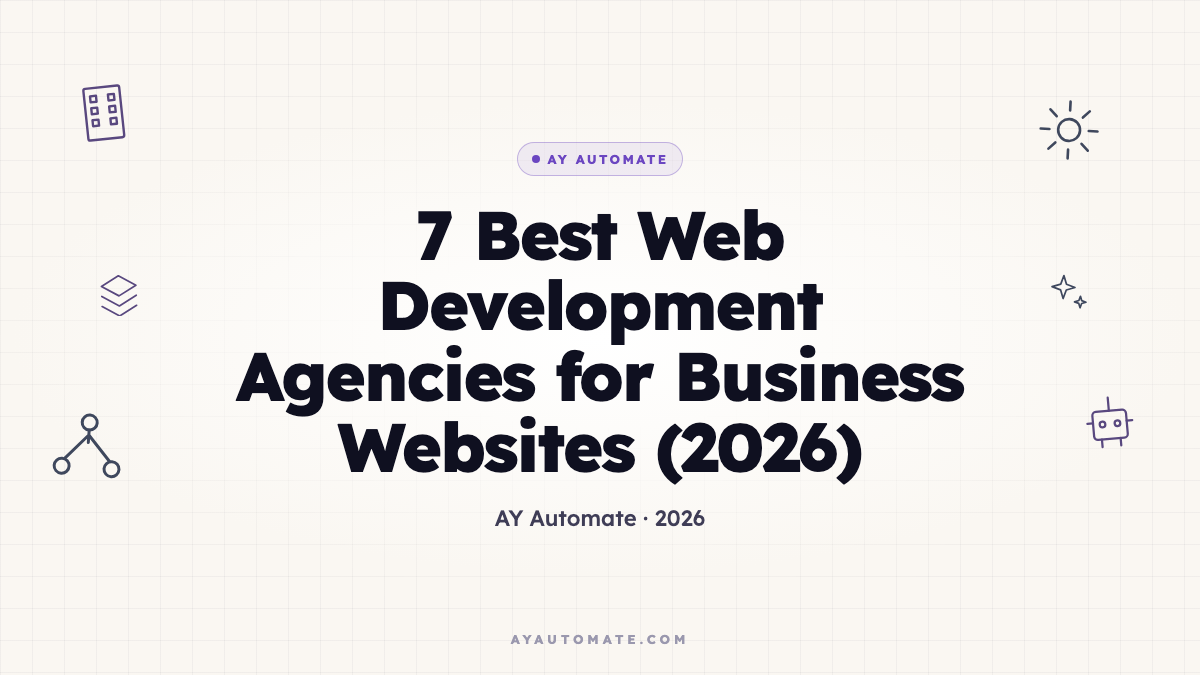 AY AUTOMATE
7 Best Web
Development
Agencies for Business
Websites (2026)
AY Automate · 2026
AYAUTOMATE.COM